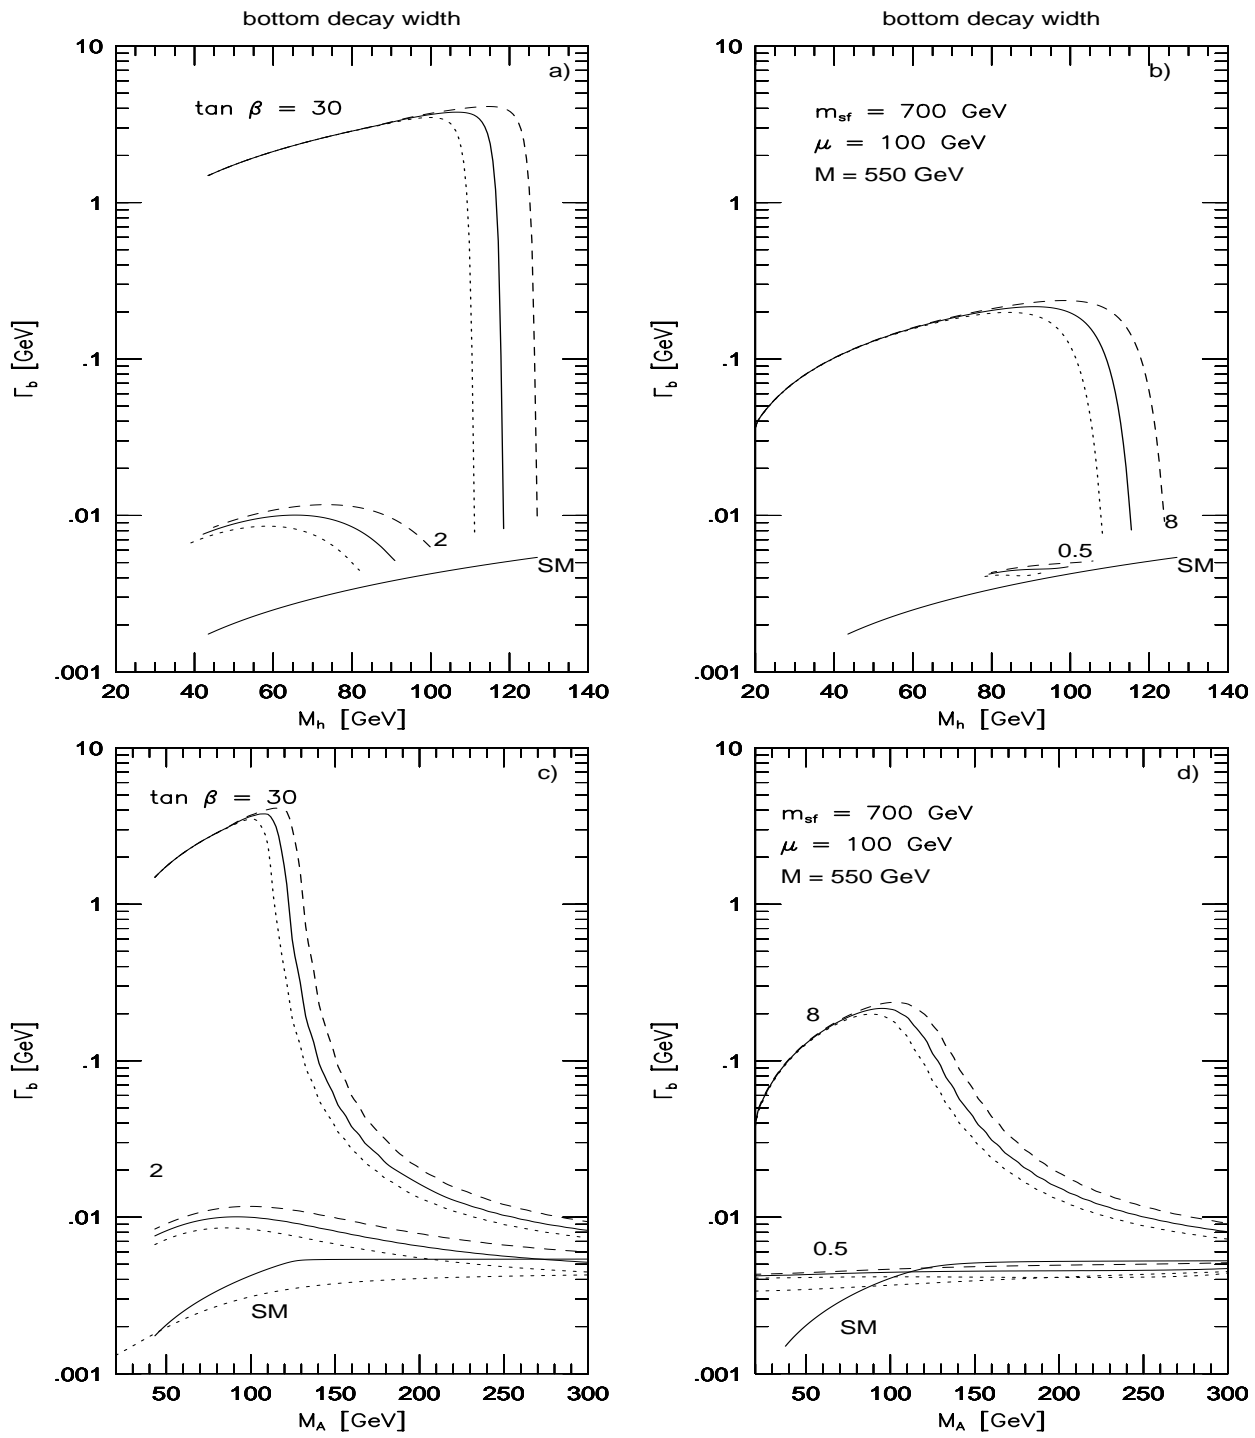 bottom decay width
bottom decay width
10
a)
tan β = 30
1
Γb [GeV]
.1
.01
2
SM
.001
20 40 60 80 100 120 140
Mh [GeV]
10
b)
msf = 700 GeV
μ = 100 GeV
M = 550 GeV
1
Γb [GeV]
.1
.01
8
0.5
SM
.001
20 40 60 80 100 120 140
Mh [GeV]
10
c)
tan β = 30
1
Γb [GeV]
.1
2
.01
SM
.001
50 100 150 200 250 300
MA [GeV]
10
d)
msf = 700 GeV
μ = 100 GeV
M = 550 GeV
1
Γb [GeV]
8
.1
.01
0.5
SM
.001
50 100 150 200 250 300
MA [GeV]